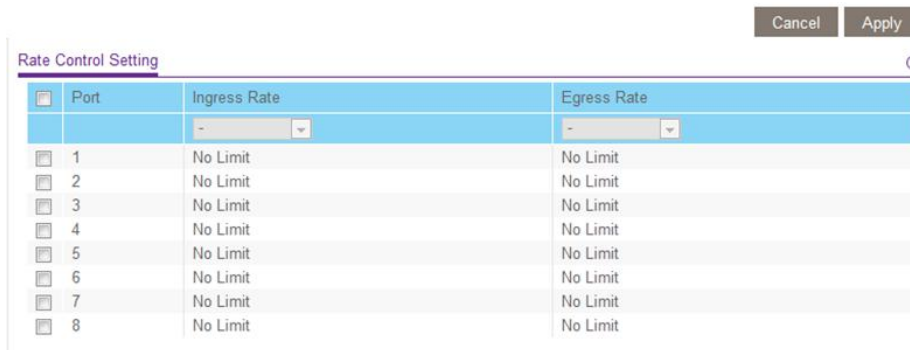 Cancel Apply
Rate Control Setting
Port Ingress Rate Egress Rate
- -
1 No Limit No Limit
2 No Limit No Limit
3 No Limit No Limit
4 No Limit No Limit
5 No Limit No Limit
6 No Limit No Limit
7 No Limit No Limit
8 No Limit No Limit